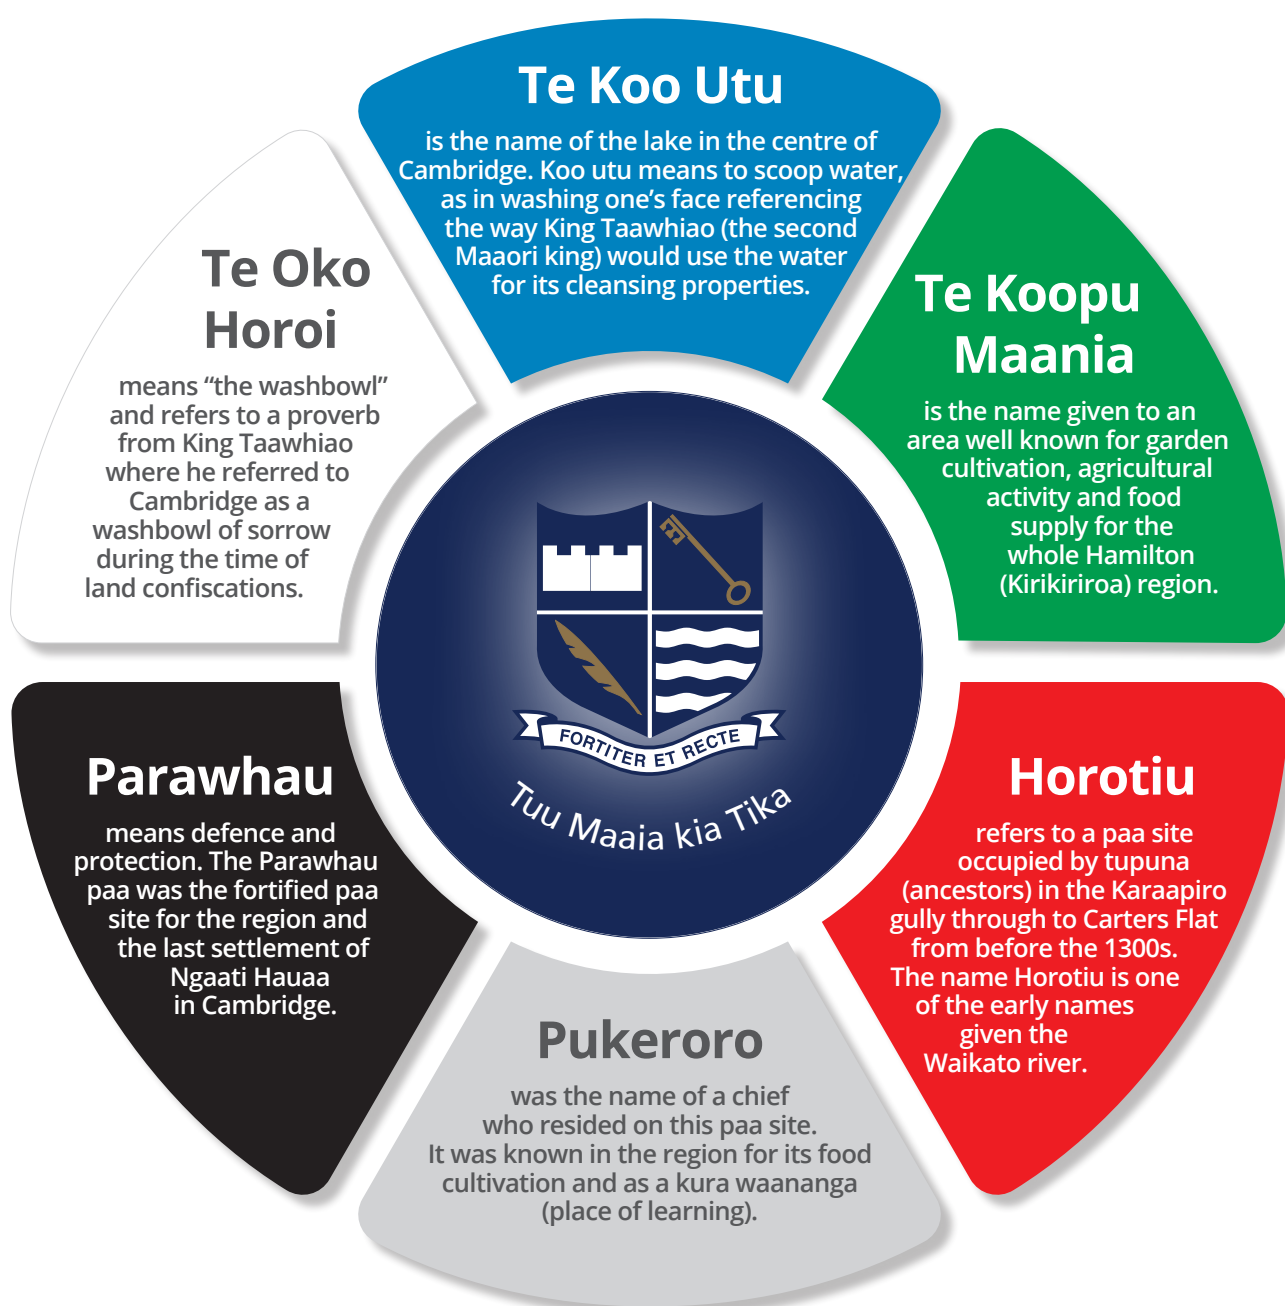 Te Koo Utu
is the name of the lake in the centre of
Cambridge. Koo utu means to scoop water,
as in washing one’s face referencing
the way King Taawhiao (the second
Maaori king) would use the water
for its cleansing properties.
Te Koopu
Maania
is the name given to an
area well known for garden
cultivation, agricultural
activity and food
supply for the
whole Hamilton
(Kirikiriroa) region.
Horotiu
refers to a paa site
occupied by tupuna
(ancestors) in the Karaapiro
gully through to Carters Flat
from before the 1300s.
The name Horotiu is one
of the early names
given the
Waikato river.
Pukeroro
was the name of a chief
who resided on this paa site.
It was known in the region for its food
cultivation and as a kura waananga
(place of learning).
Parawhau
means defence and
protection. The Parawhau
paa was the fortified paa
site for the region and
the last settlement of
Ngaati Hauaa
in Cambridge.
Te Oko
Horoi
means “the washbowl”
and refers to a proverb
from King Taawhiao
where he referred to
Cambridge as a
washbowl of sorrow
during the time of
land confiscations.
FORTITER ET RECTE
Tuu Maaia kia Tika